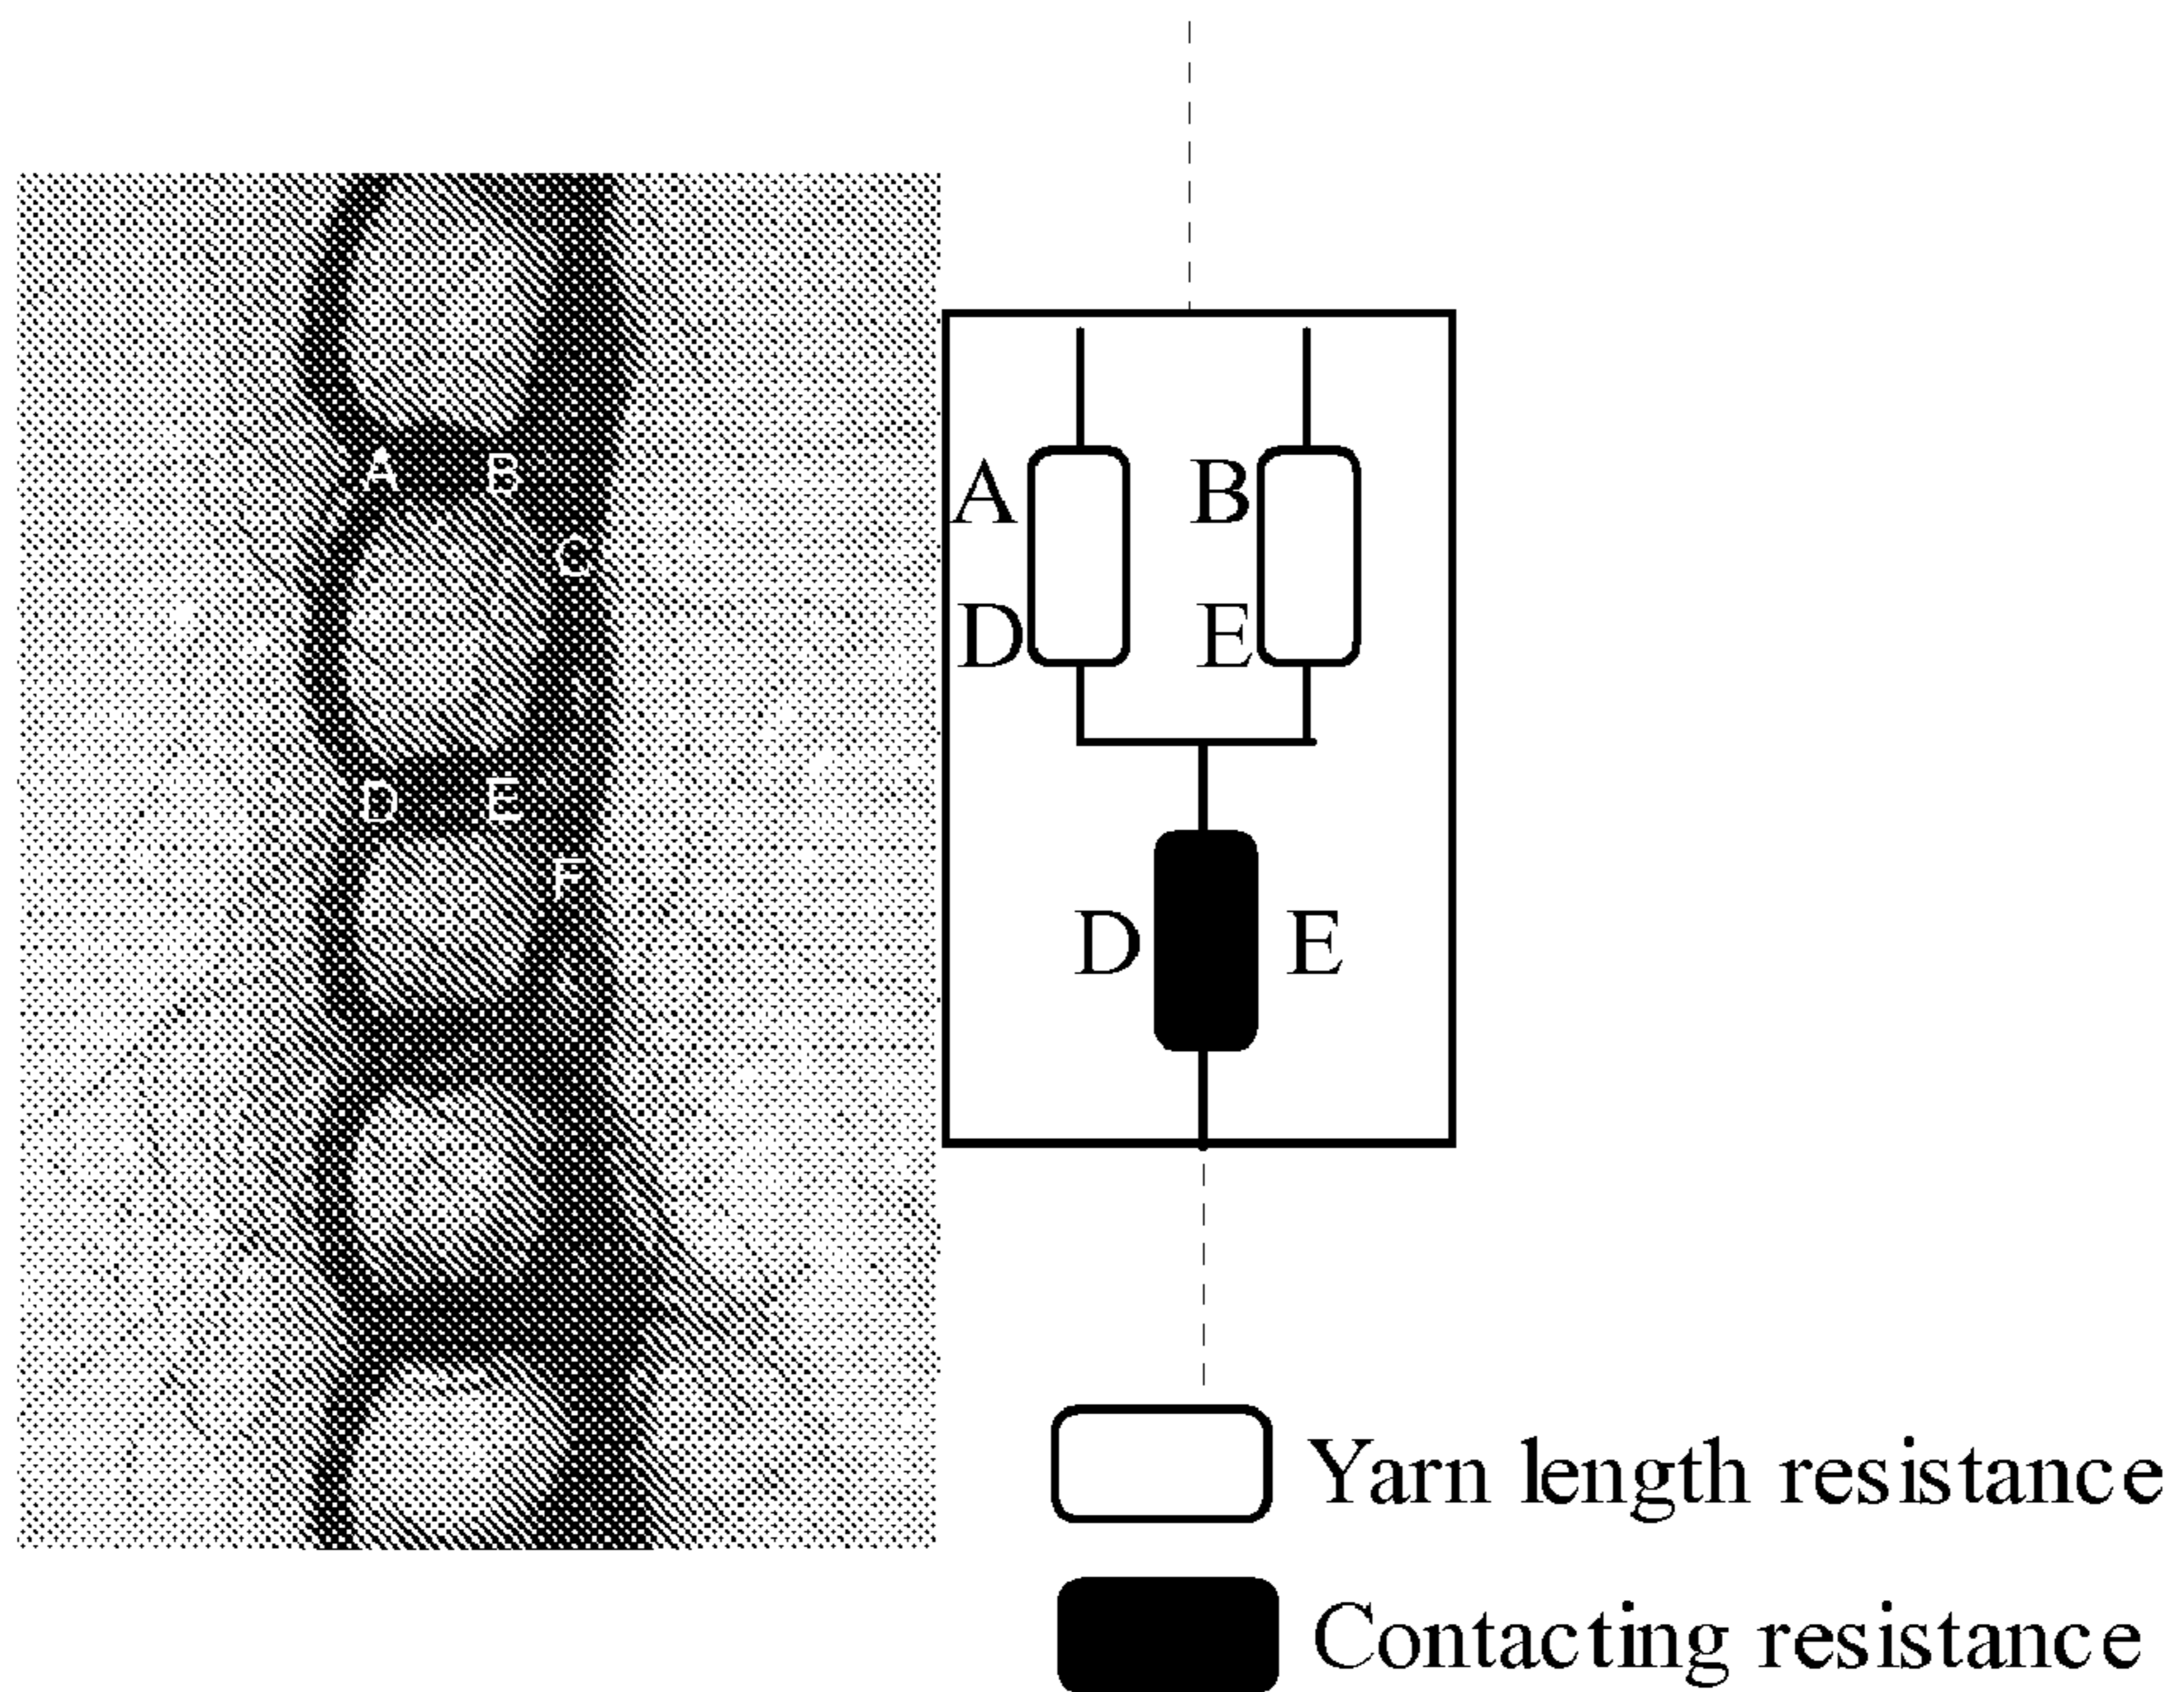 A B
C
D E
F
A B
D E
D E
Yarn length resistance
Contacting resistance